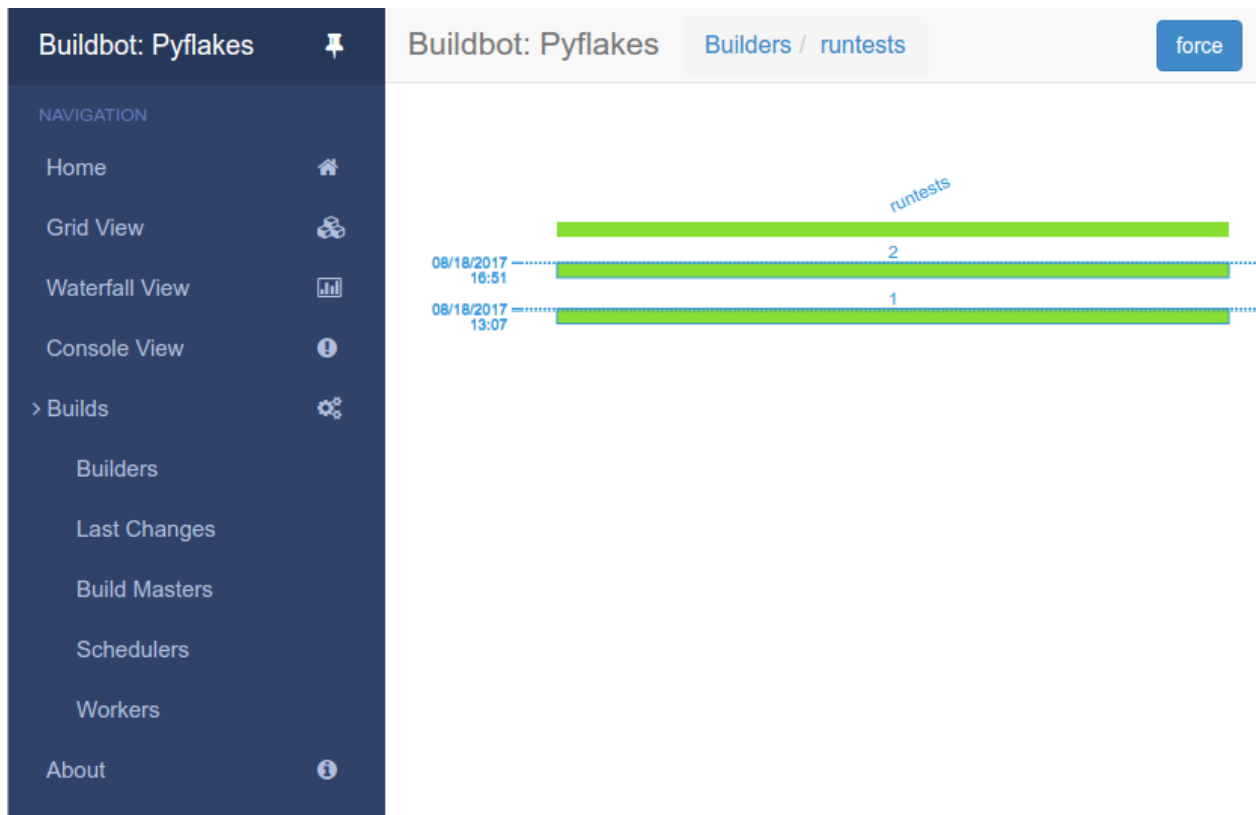 Buildbot: Pyflakes
NAVIGATION
Home
Grid View
Waterfall View
Console View
> Builds
Builders
Last Changes
Build Masters
Schedulers
Workers
About
Buildbot: Pyflakes Builders / runtests force
runtests
2
08/18/2017
16:51
1
08/18/2017
13:07